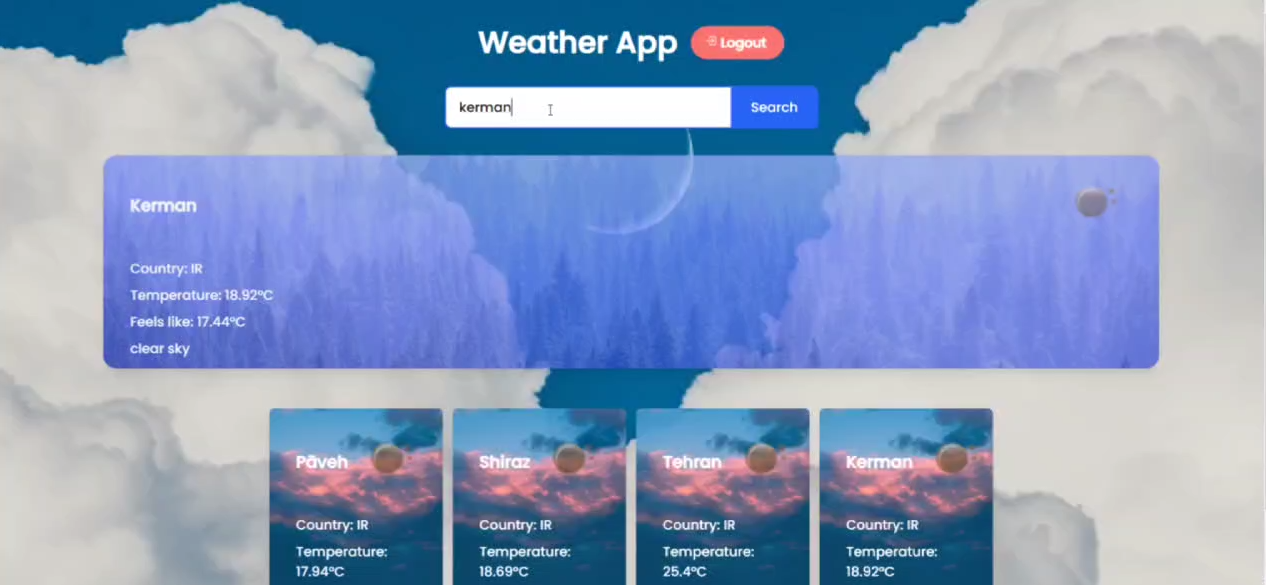 Weather App
Logout
kerman
Search
Kerman
Country: IR
Temperature: 18.92°C
Feels like: 17.44°C
clear sky
Pāveh
Country: IR
Temperature:
17.94°C
Shiraz
Country: IR
Temperature:
18.69°C
Tehran
Country: IR
Temperature:
25.4°C
Kerman
Country: IR
Temperature:
18.92°C